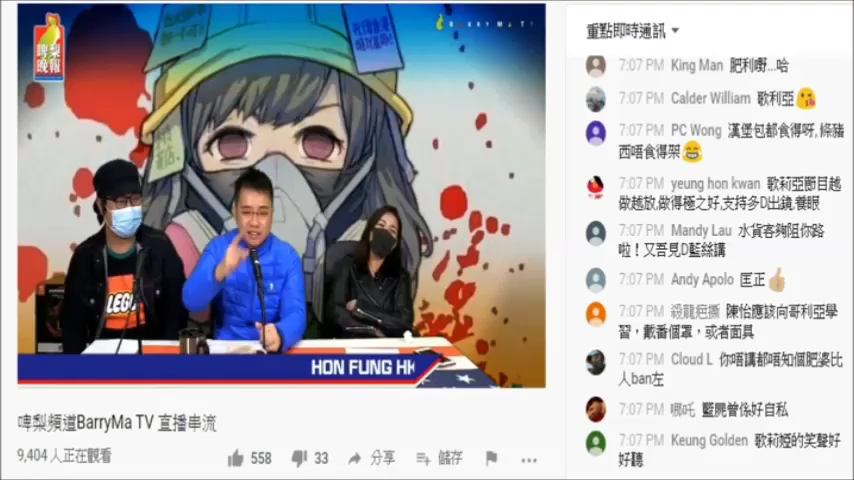 啤梨晚報
BARRYMA TV
LEGO
HON FUNG HK
啤梨頻道BarryMa TV 直播串流
9,404 人正在觀看
558
33
分享
儲存
重點即時通訊
7:07 PM King Man 肥利嘢...哈
7:07 PM Calder William 歌利亞😘
7:07 PM PC Wong 漢堡包都食得呀,條豬
西唔食得架😁
7:07 PM yeung hon kwan 歌莉亞節目越
做越放,做得極之好,支持多D出鏡,養眼
7:07 PM Mandy Lau 水貨客夠阻你路
啦！又吾見D藍絲講
7:07 PM Andy Apolo 匡正👍🏼
7:07 PM 殺龍疤撕 陳怡應該向哥利亞學
習，戴番個罩，或者面具
7:07 PM Cloud L 你唔講都唔知個肥婆比
人ban左
7:07 PM 哪吒 藍屍曾係好自私
7:07 PM Keung Golden 歌莉婭的笑聲好
好聽